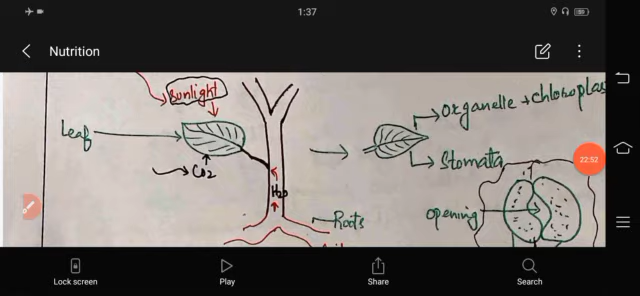 1:37
Nutrition
Sunlight
Leaf
CO2
H2O
Roots
Organelle → chloroplas
Stomata
opening
22:52
Lock screen
Play
Share
Search